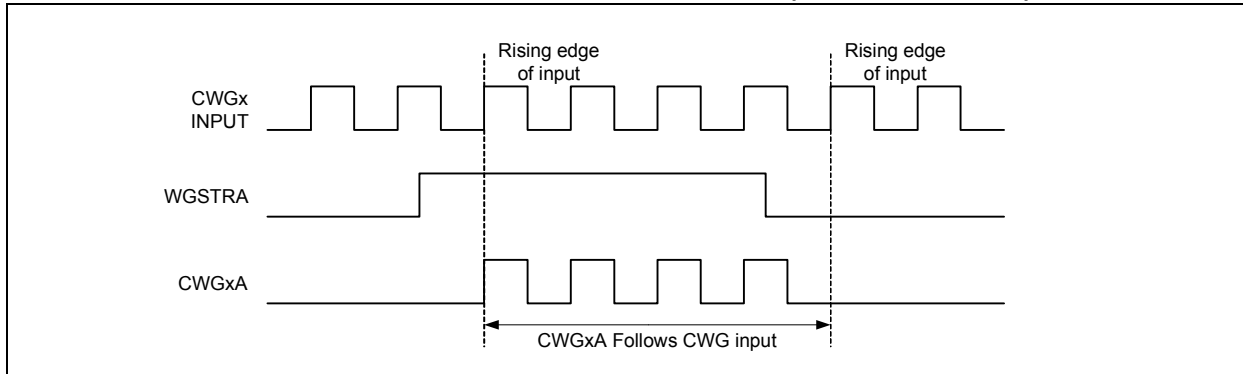 Rising edge
of input
Rising edge
of input
CWGx
INPUT
WGSTRA
CWGxA
CWGxA Follows CWG input